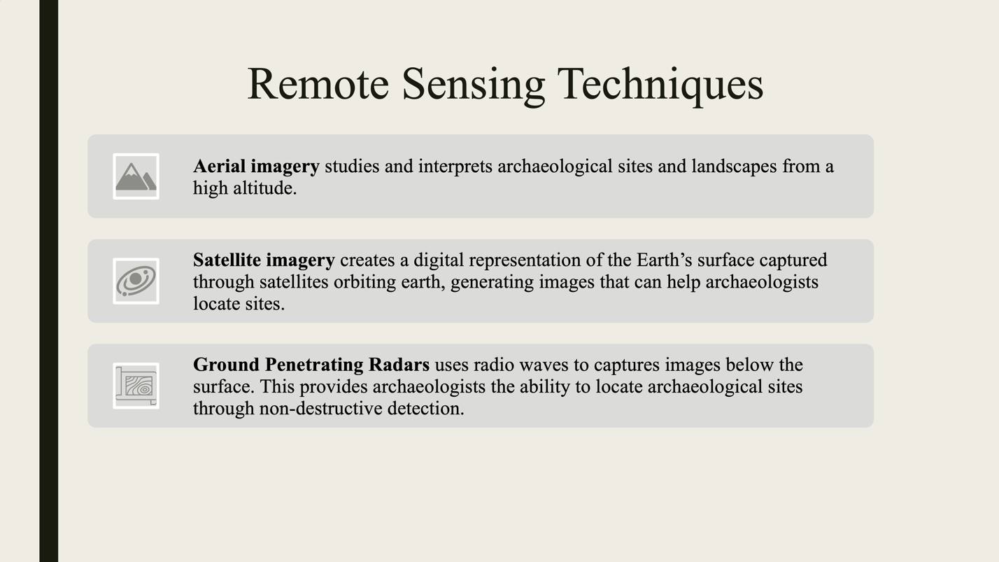 Remote Sensing Techniques
Aerial imagery studies and interprets archaeological sites and landscapes from a
high altitude.
Satellite imagery creates a digital representation of the Earth’s surface captured
through satellites orbiting earth, generating images that can help archaeologists
locate sites.
Ground Penetrating Radars uses radio waves to captures images below the
surface. This provides archaeologists the ability to locate archaeological sites
through non-destructive detection.